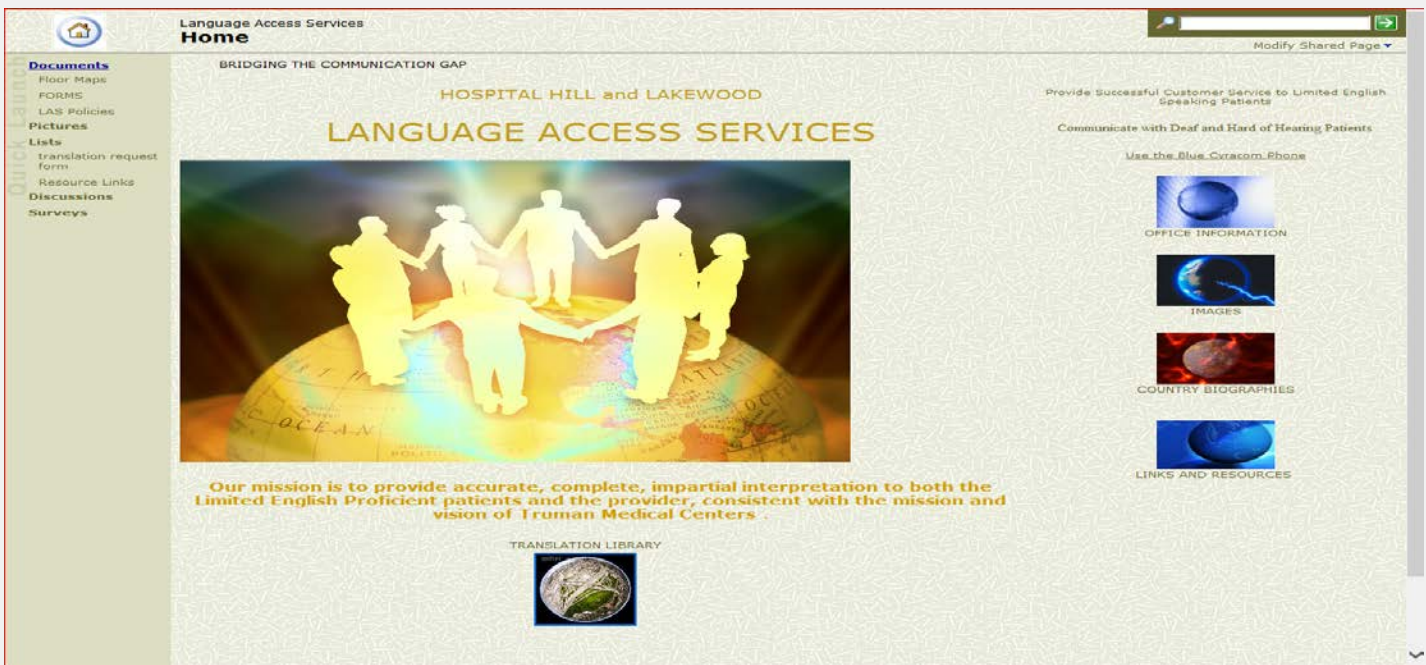 Language Access Services
Home
Modify Shared Page
Quick Launch
Documents
Floor Maps
FORMS
LAS Policies
Pictures
Lists
translation request
form
Resource Links
Discussions
Surveys
BRIDGING THE COMMUNICATION GAP
HOSPITAL HILL and LAKEWOOD
LANGUAGE ACCESS SERVICES
OCEAN
Our mission is to provide accurate, complete, impartial interpretation to both the
Limited English Proficient patients and the provider, consistent with the mission and
vision of Truman Medical Centers .
TRANSLATION LIBRARY
Provide Successful Customer Service to Limited English
Speaking Patients
Communicate with Deaf and Hard of Hearing Patients
Use the Blue Cyracom Phone
OFFICE INFORMATION
IMAGES
COUNTRY BIOGRAPHIES
LINKS AND RESOURCES